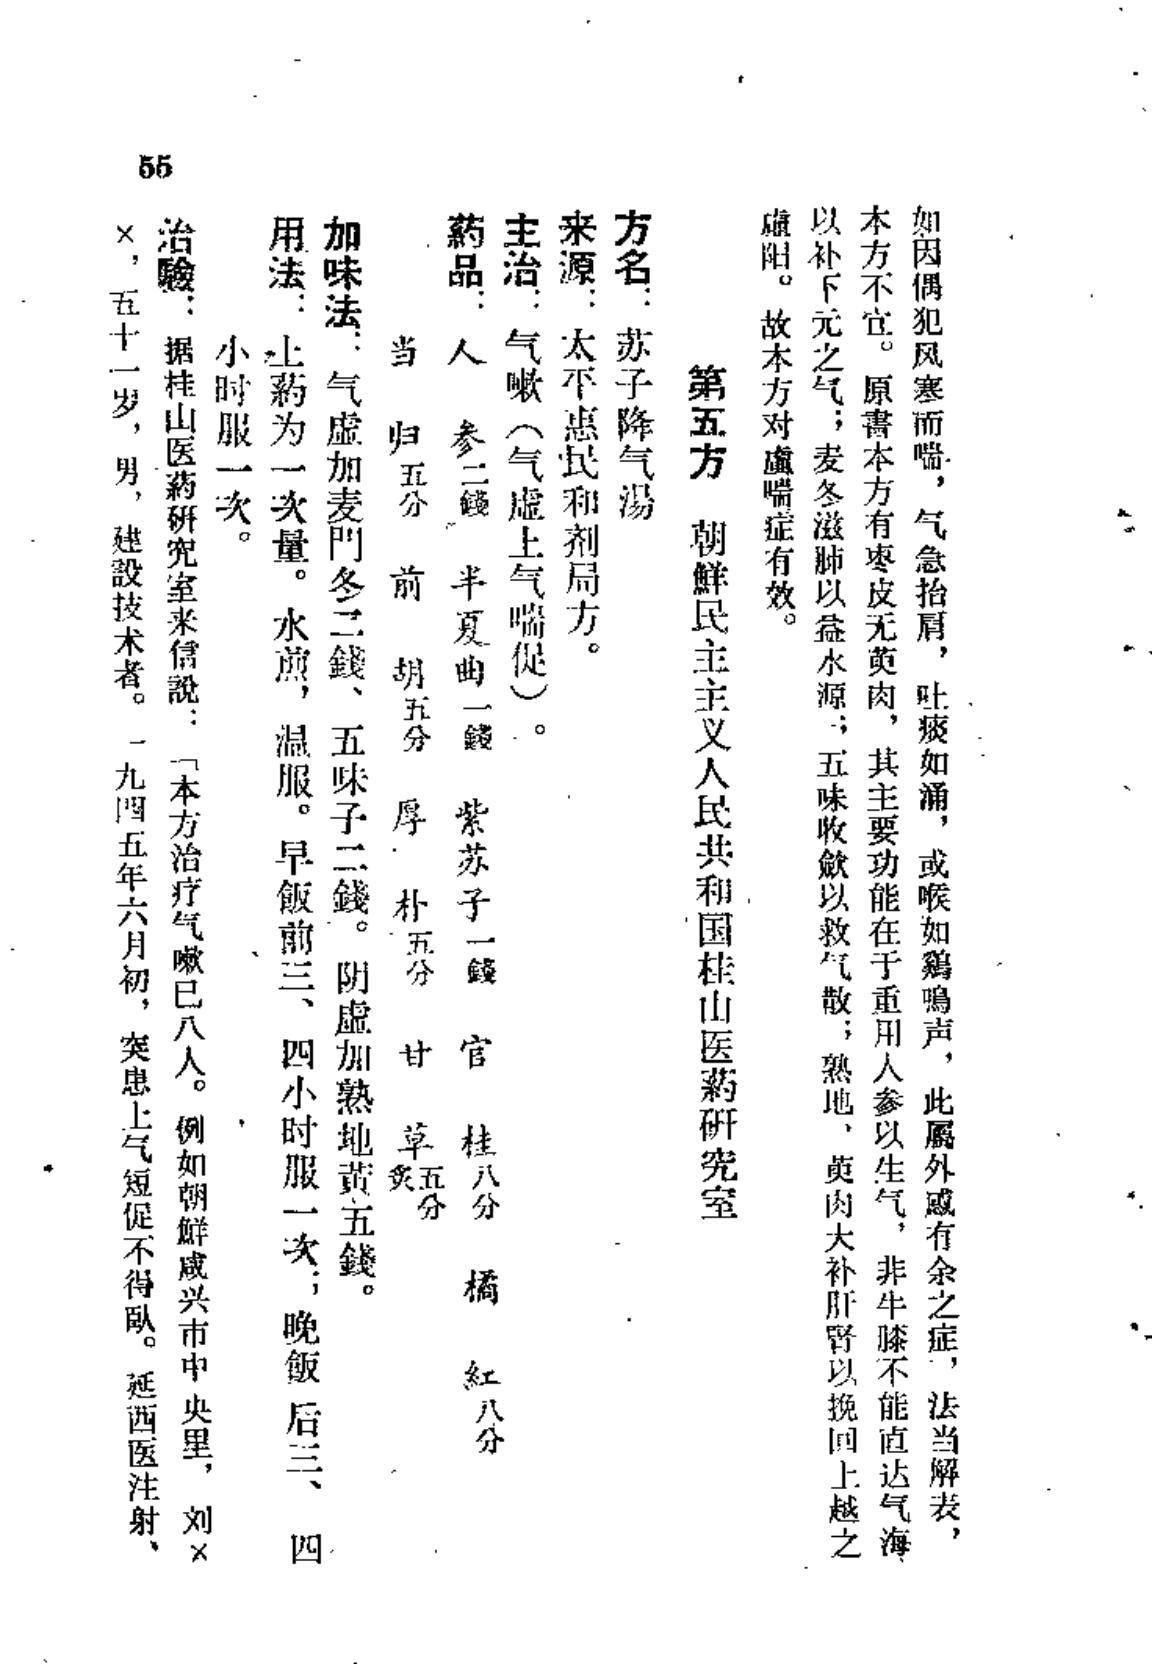 如因偶犯风寒而喘，气急抬肩，吐痰如涌，或喉如鷄鳴声，此屬外感有余之症，法当解表，
本方不宜。原書本方有枣皮无萸肉，其主要功能在于重用人参以生气，非牛膝不能直达气海，
以补下元之气；麦冬滋肺以益水源；五味收斂以救气散；熟地、萸肉大补肝腎以挽回上越之
虛阳。故本方对虛喘症有效。
第五方　朝鮮民主主义人民共和国桂山医葯研究室
方名：苏子降气湯
来源：太平惠民和剂局方。
主治：气嗽（气虛上气喘促）。
葯品：人　参二錢　半夏曲一錢　紫苏子一錢　官　桂八分　橘　紅八分
当　归五分　前　胡五分　厚　朴五分　甘　草炙五分
加味法：气虛加麦門冬二錢、五味子二錢。阴虛加熟地黄五錢。
用法：上葯为一次量。水煎，温服。早飯前三、四小时服一次；晚飯后三、四
小时服一次。
治驗：据桂山医葯研究室来信說：「本方治疗气嗽已八人。例如朝鮮咸兴市中央里，刘×
×，五十一岁，男，建設技术者。一九四五年六月初，突患上气短促不得臥。延西医注射、
55